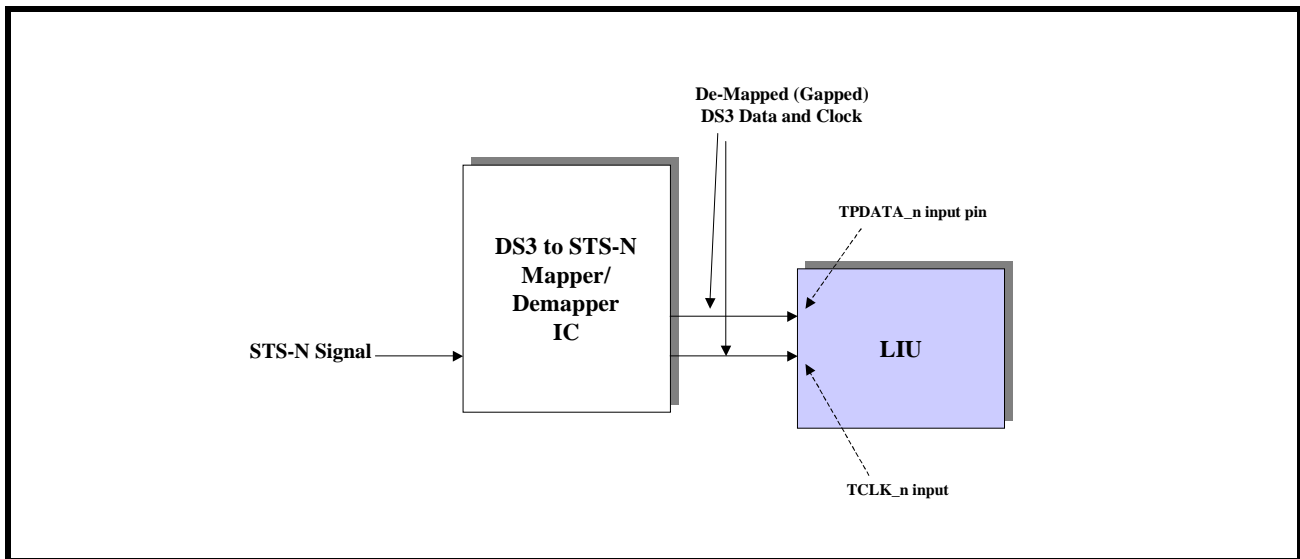 De-Mapped (Gapped)
DS3 Data and Clock
TPDATA_n input pin
DS3 to STS-N
Mapper/
Demapper
IC
STS-N Signal
LIU
TCLK_n input